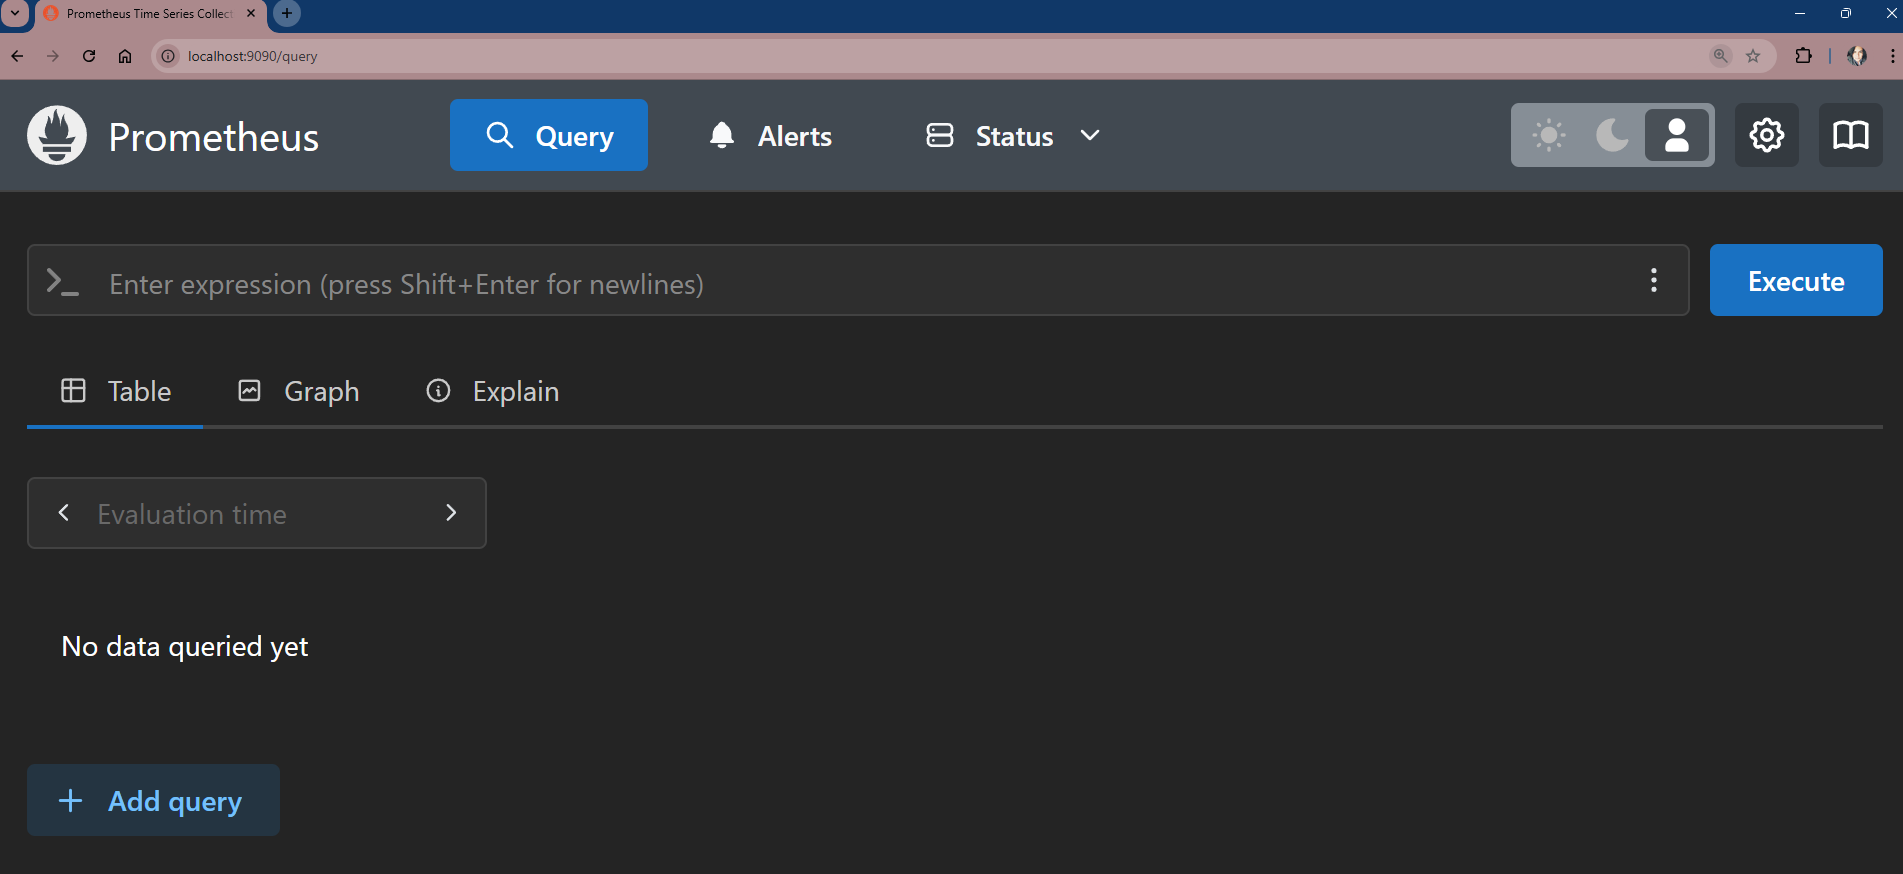 Prometheus Time Series Collect
localhost:9090/query
Prometheus
Query
Alerts
Status
Enter expression (press Shift+Enter for newlines)
Execute
Table
Graph
Explain
Evaluation time
No data queried yet
Add query